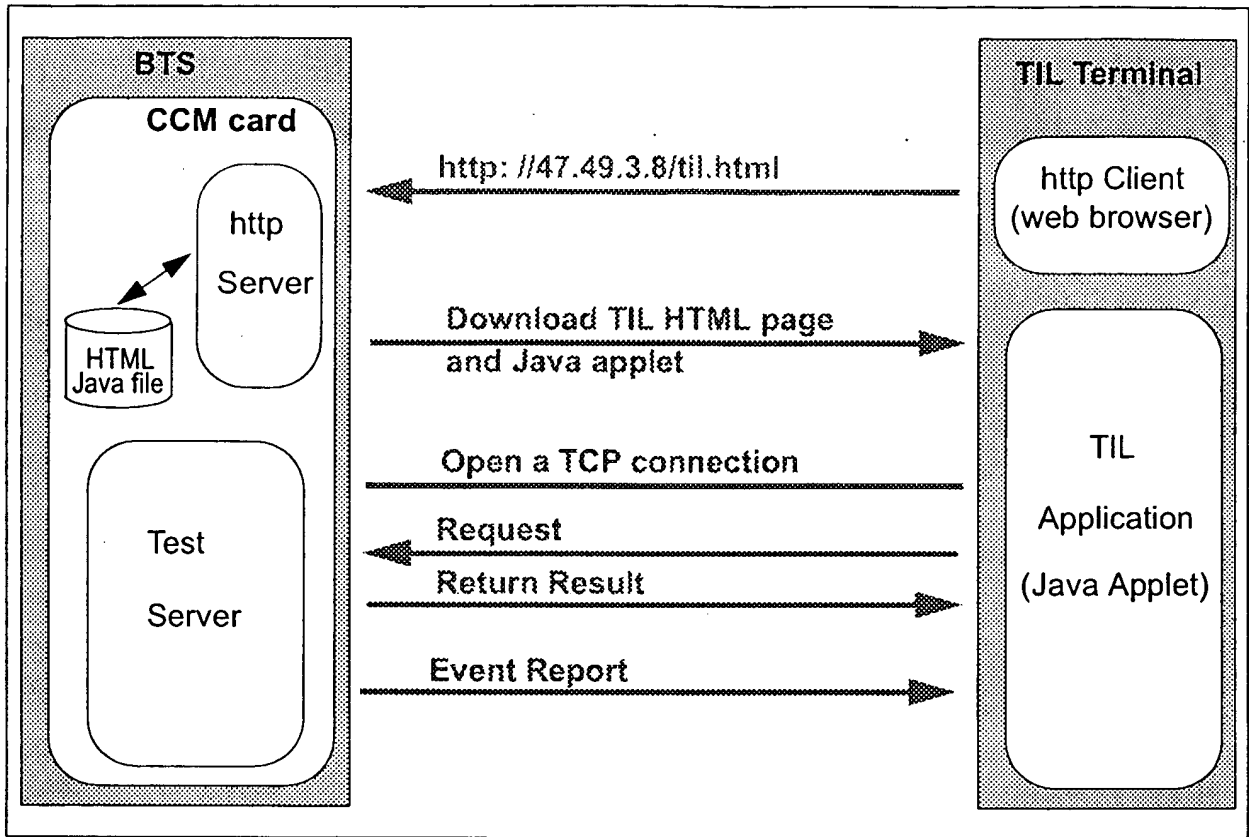 BTS
CCM card
http
Server
HTML
Java file
Test
Server
http: //47.49.3.8/til.html
Download TIL HTML page
and Java applet
Open a TCP connection
Request
Return Result
Event Report
TIL Terminal
http Client
(web browser)
TIL
Application
(Java Applet)